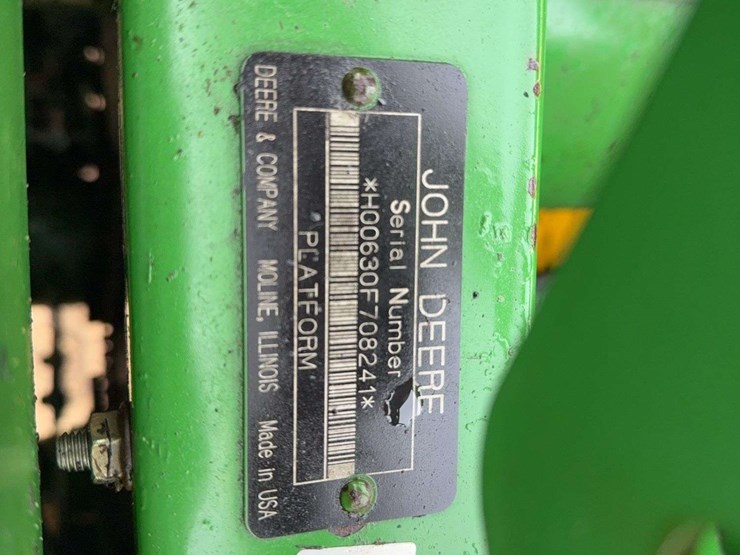 JOHN DEERE
Serial Number
*H00630F708241*
PLATFORM
DEERE & COMPANY MOLINE, ILLINOIS Made in USA